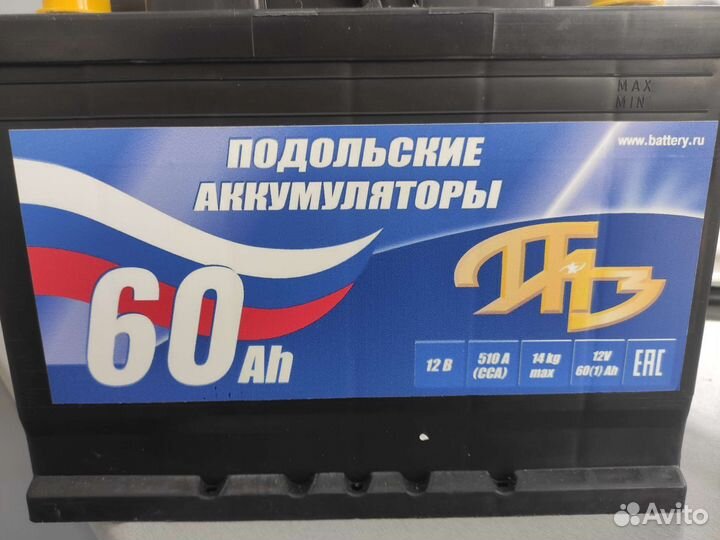 MAX
MIN
www.battery.ru
ПОДОЛЬСКИЕ
АККУМУЛЯТОРЫ
60Ah
12 В
510 А
(CCA)
14 kg
max
12V
60(1) Ah
EAC
Avito